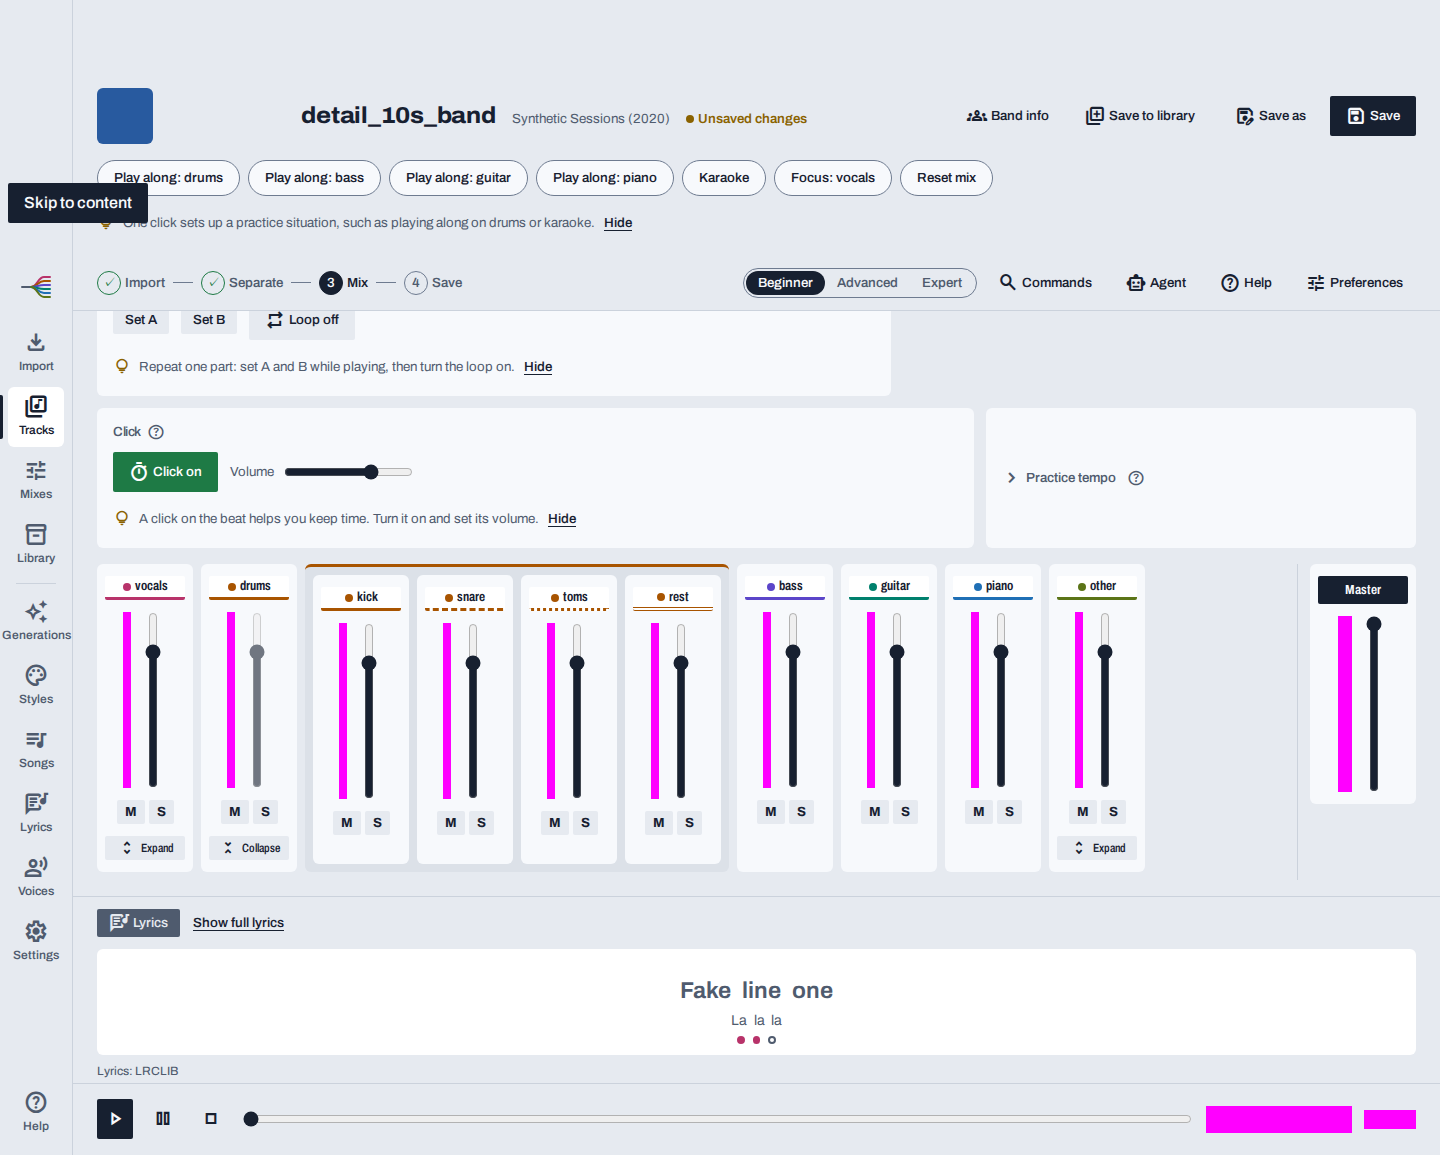 detail_10s_band Synthetic Sessions (2020) Unsaved changes Band info Save to library Save as Save
Play along: drums Play along: bass Play along: guitar Play along: piano Karaoke Focus: vocals Reset mix
Skip to content
One click sets up a practice situation, such as playing along on drums or karaoke. Hide
Import Separate 3 Mix 4 Save Beginner Advanced Expert Commands Agent Help Preferences
Set A Set B Loop off
Repeat one part: set A and B while playing, then turn the loop on. Hide
Import
Tracks
Mixes
Library
Generations
Styles
Songs
Lyrics
Voices
Settings
Help
Click
Click on Volume
Practice tempo
A click on the beat helps you keep time. Turn it on and set its volume. Hide
vocals drums kick snare toms rest bass guitar piano other Master
M S M S M S M S M S M S M S M S M S M S
Expand Collapse Expand
Lyrics Show full lyrics
Fake line one
La la la
Lyrics: LRCLIB